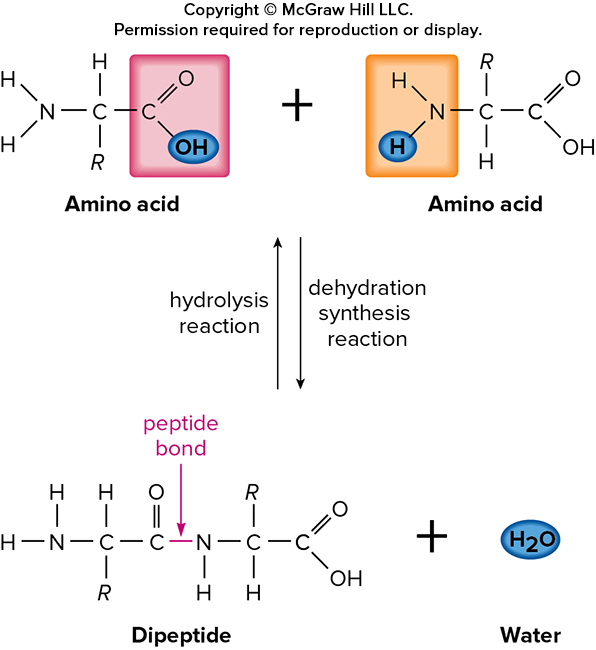 Copyright © McGraw Hill LLC.
Permission required for reproduction or display.
H H O R H O
N C C + N C C
H R OH H H OH
Amino acid Amino acid
hydrolysis
reaction
dehydration
synthesis
reaction
peptide
bond
H H O R O
H N C C N C C + H2O
R H H OH
Dipeptide Water